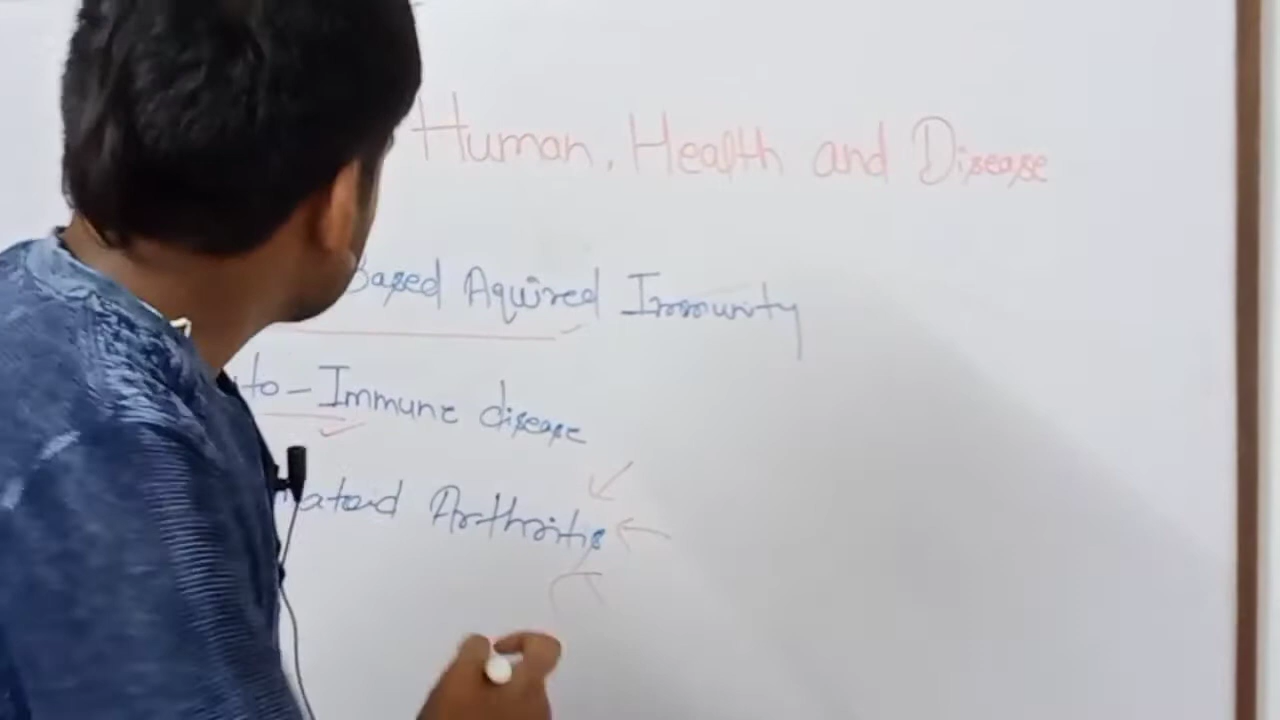 Human, Health and Disease
Based Aquired Immunity
to-Immune disease
Arthritis